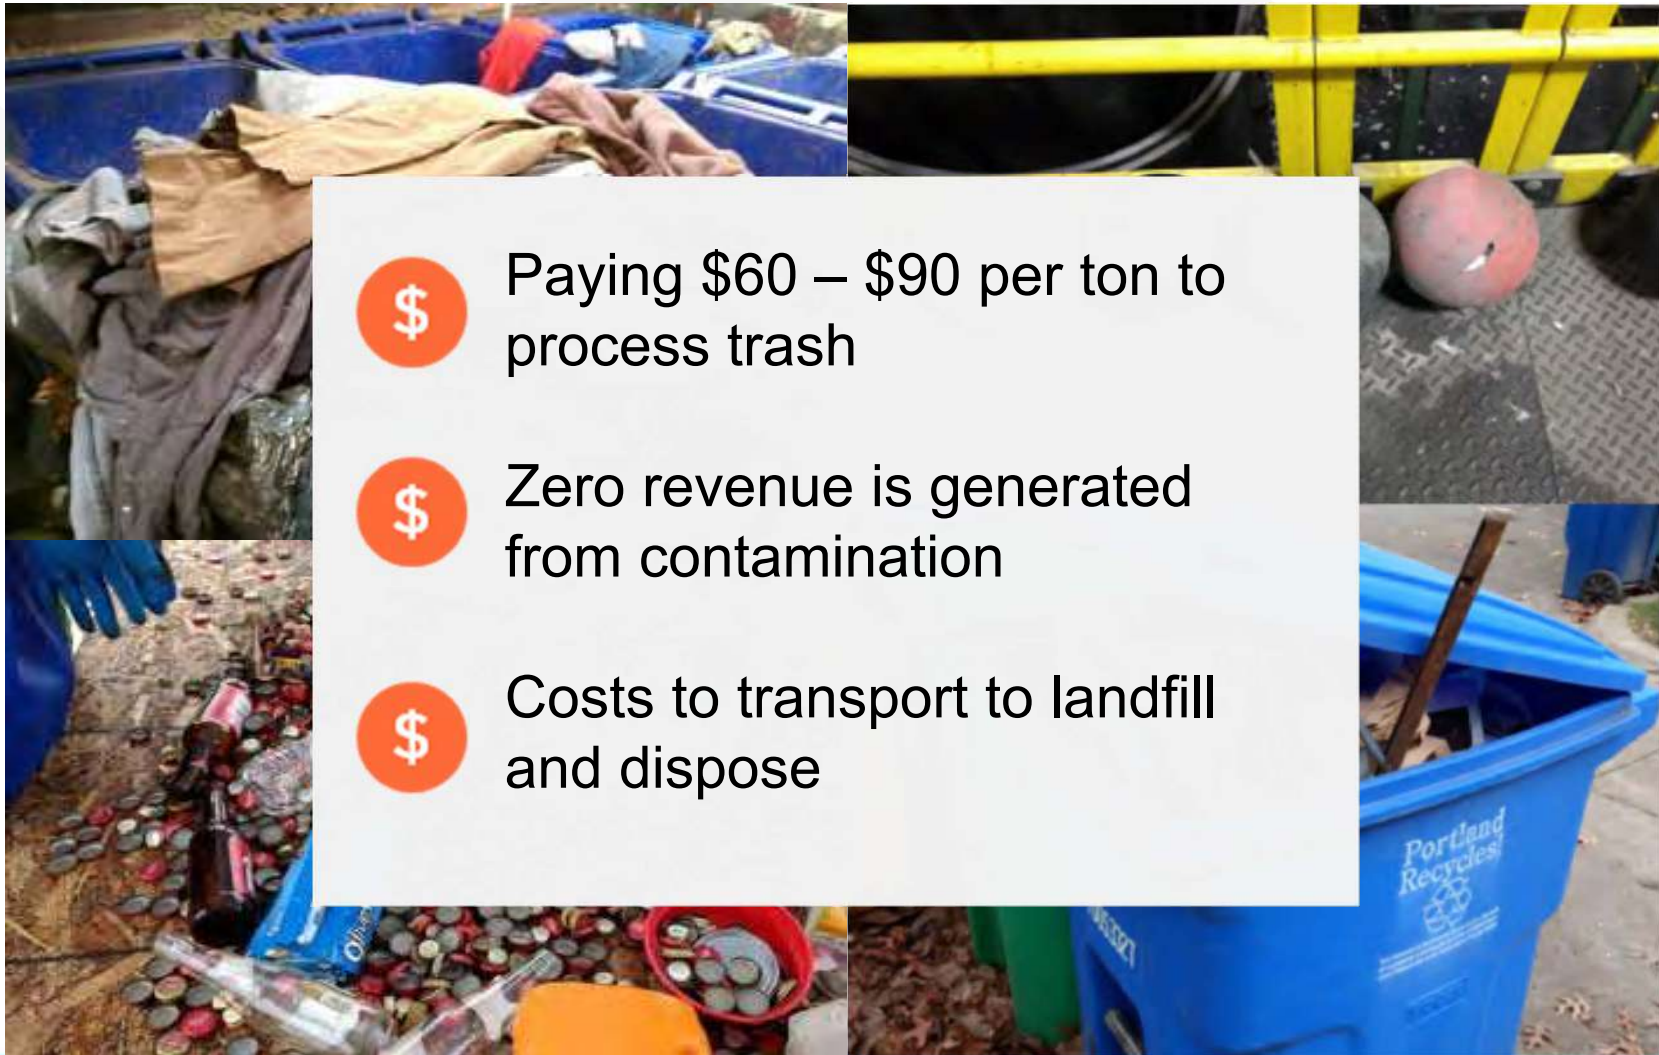 $ Paying $60 – $90 per ton to
process trash
$ Zero revenue is generated
from contamination
$ Costs to transport to landfill
and dispose
Portland
Recycles!